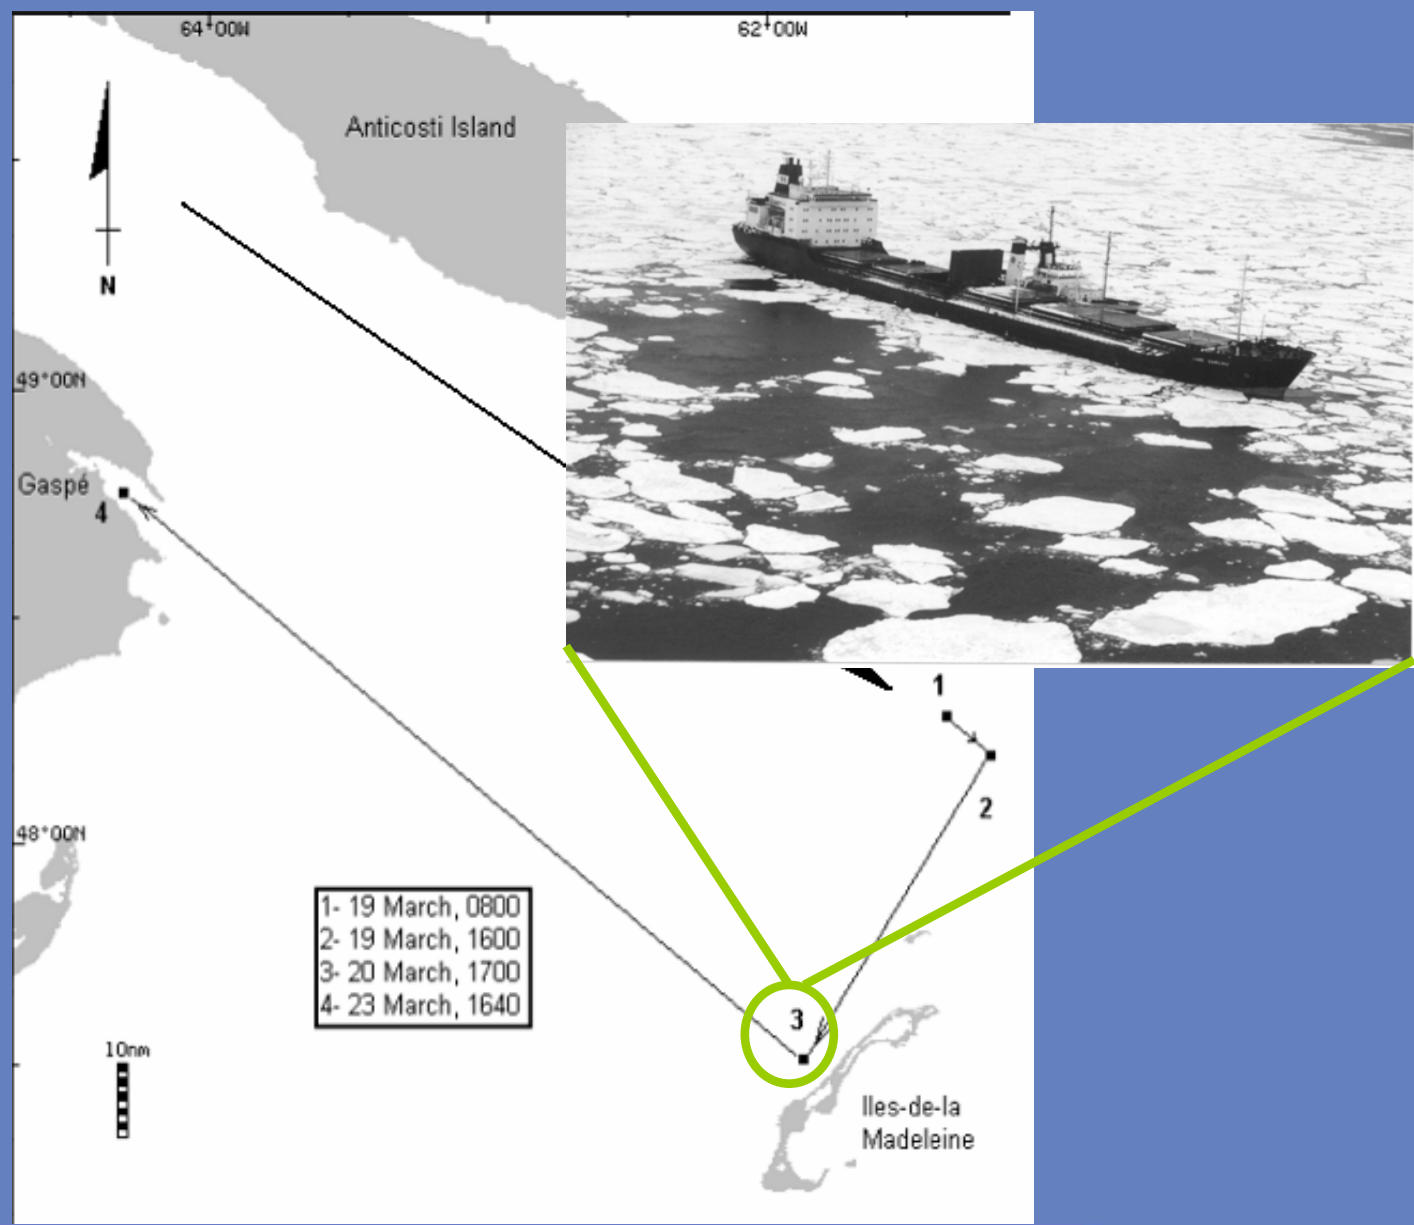 64°00W
62°00W
Anticosti Island
N
49°00N
Gaspé
4
1
2
48°00N
1- 19 March, 0800
2- 19 March, 1600
3- 20 March, 1700
4- 23 March, 1640
3
10nm
Iles-de-la
Madeleine